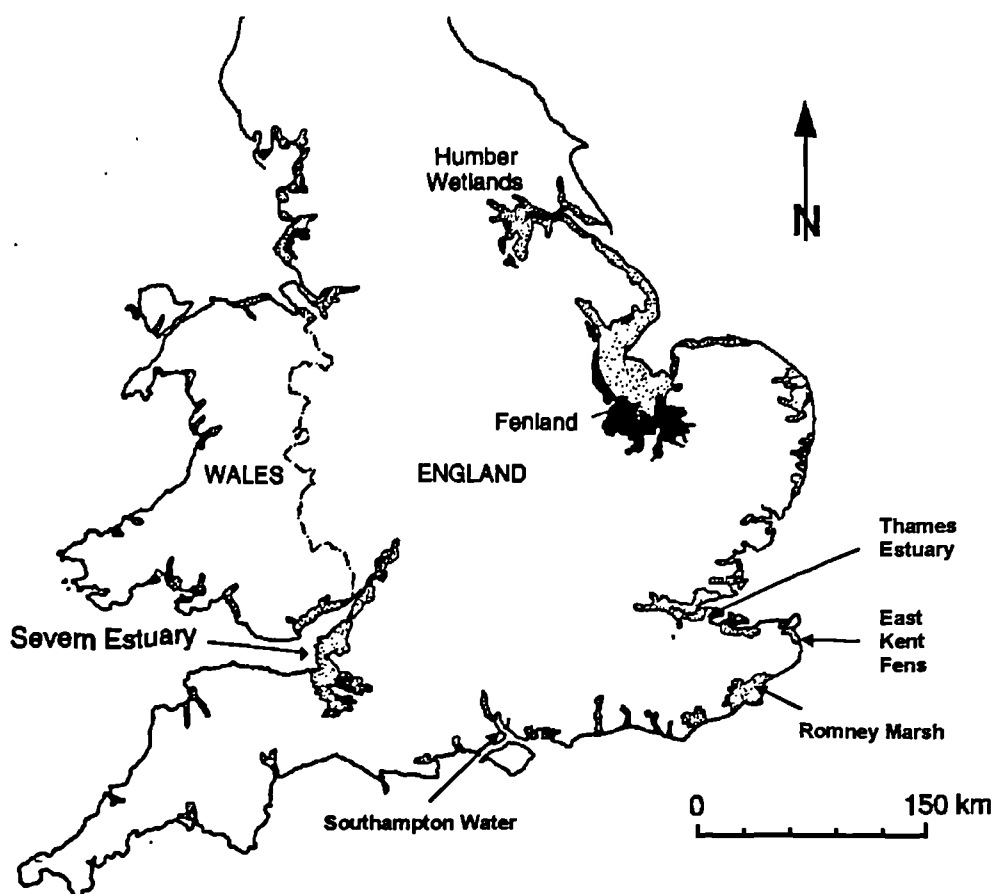 Humber
Wetlands
N
Fenland
WALES
ENGLAND
Thames
Estuary
Severn Estuary
East
Kent
Fens
Romney Marsh
Southampton Water
0 150 km